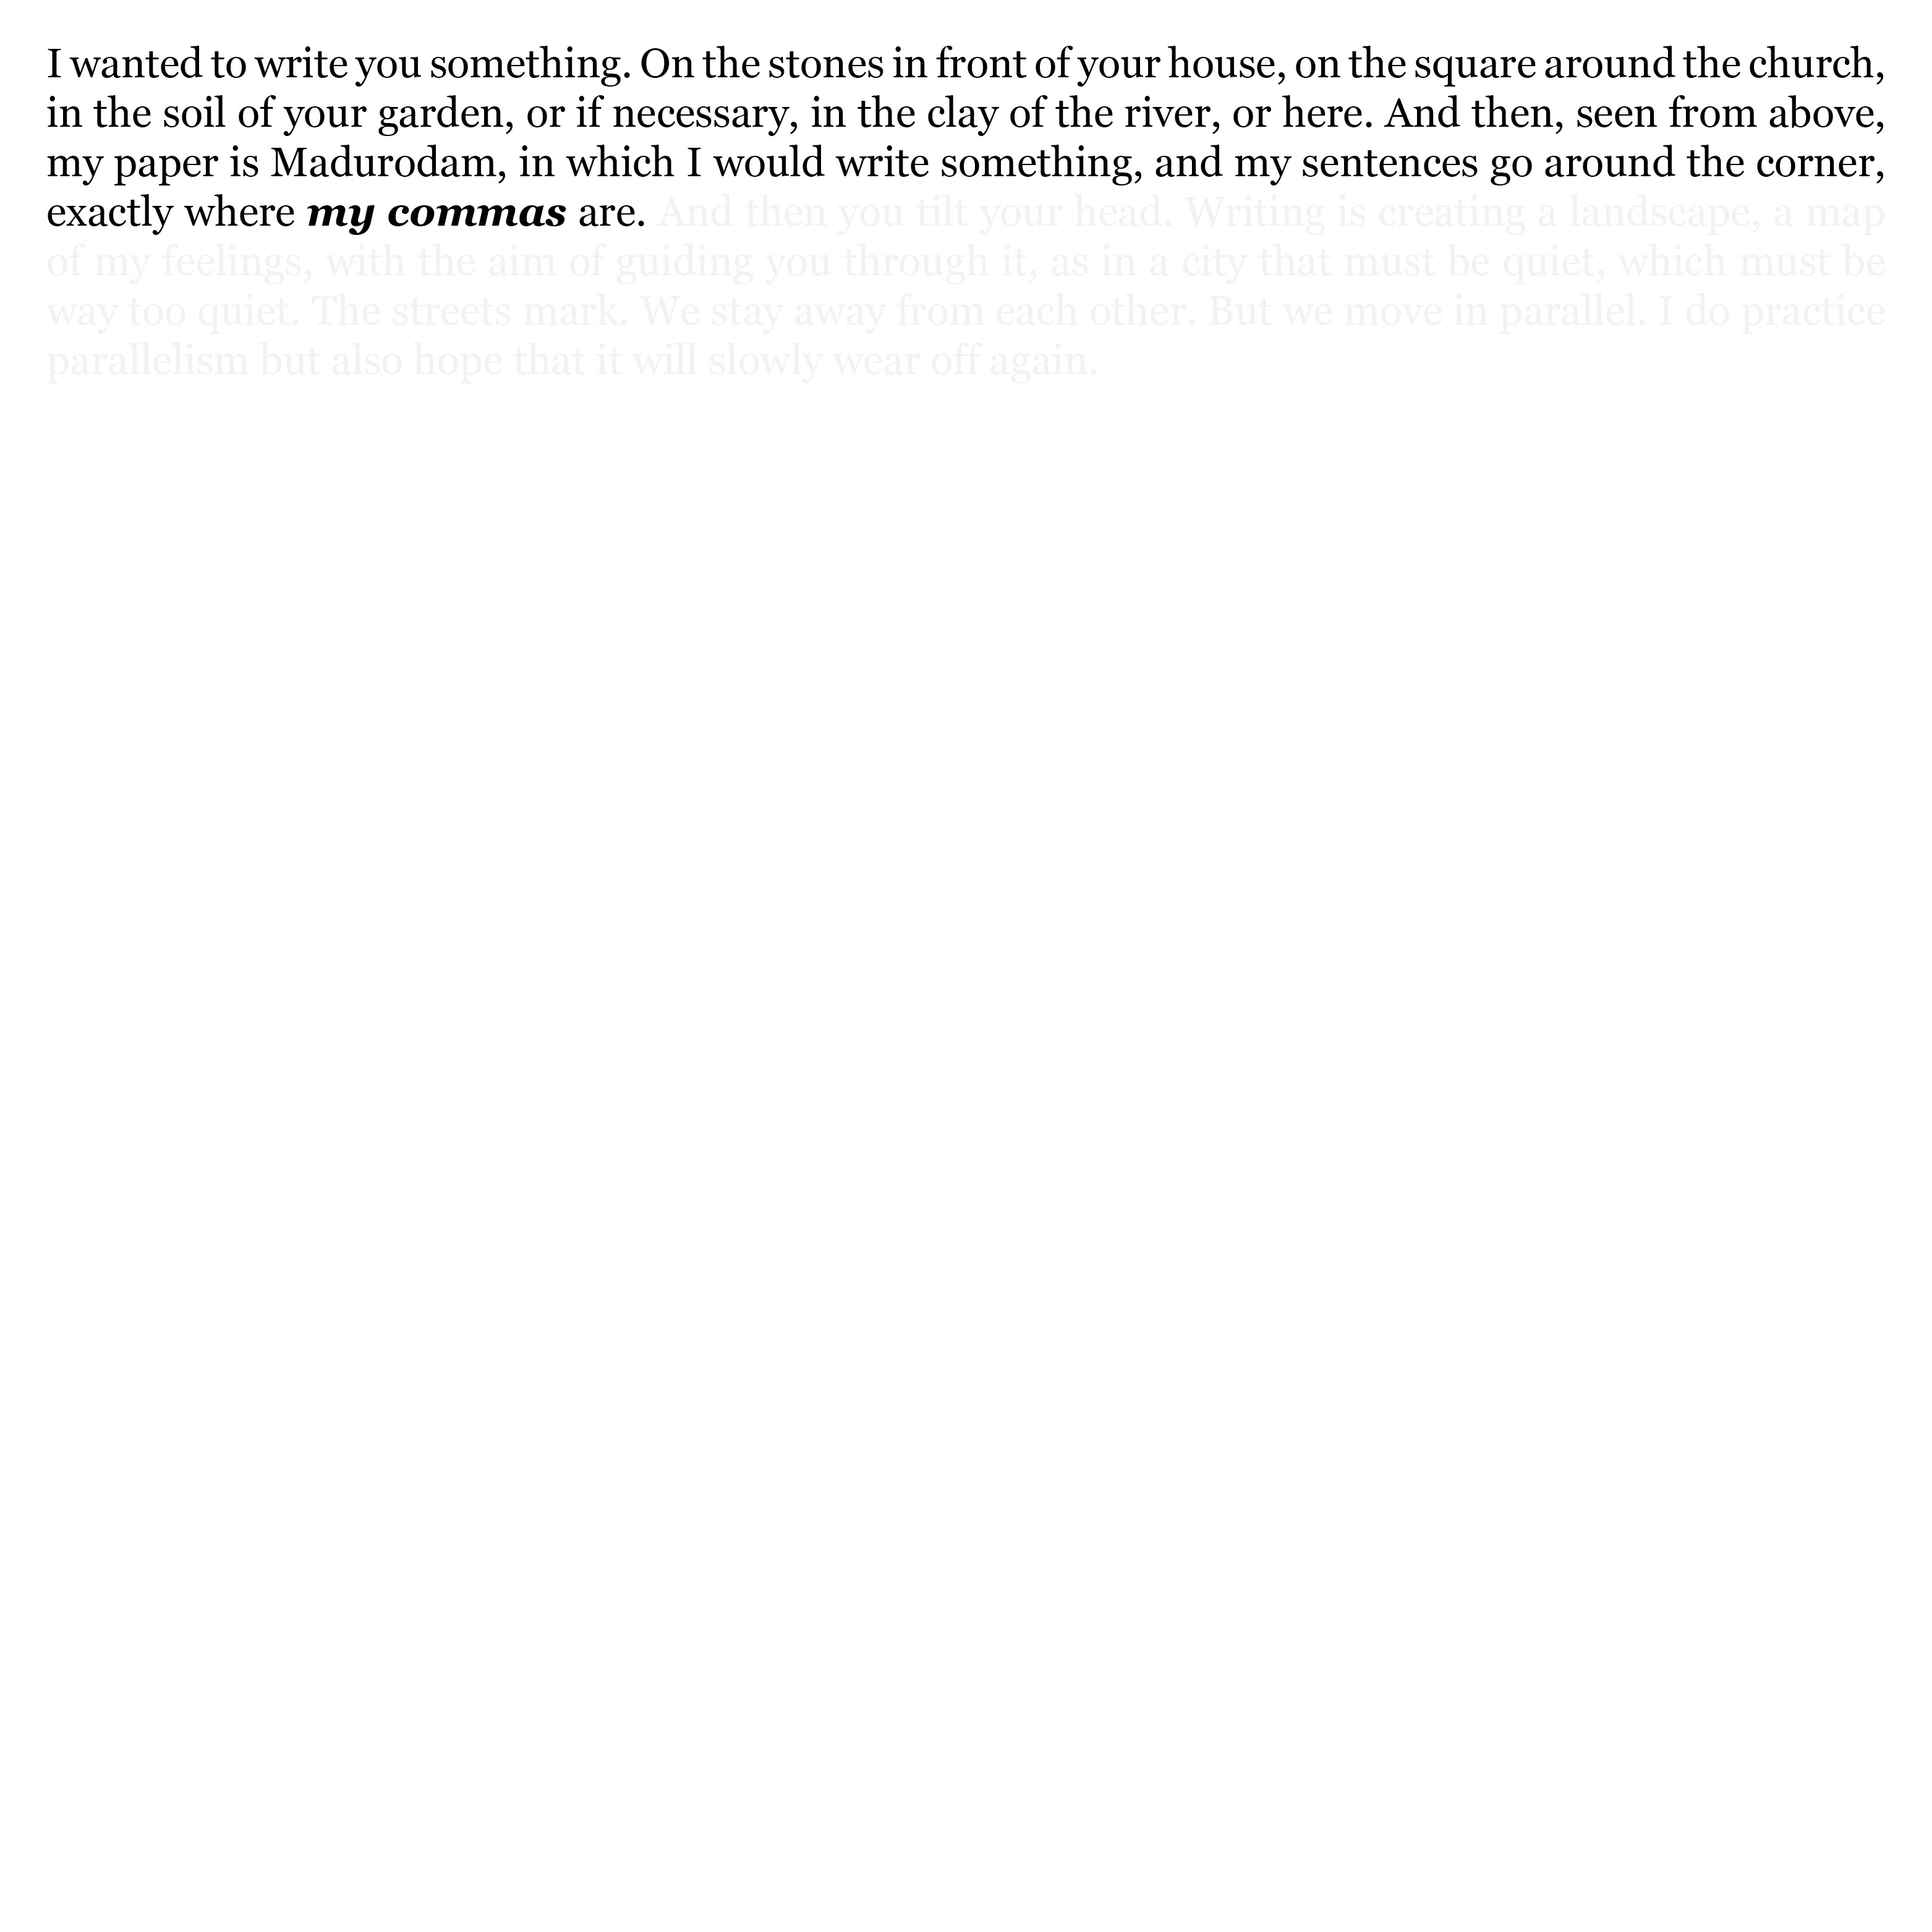 I wanted to write you something. On the stones in front of your house, on the square around the church,
in the soil of your garden, or if necessary, in the clay of the river, or here. And then, seen from above,
my paper is Madurodam, in which I would write something, and my sentences go around the corner,
exactly where my commas are. And then you tilt your head. Writing is creating a landscape, a map
of my feelings, with the aim of guiding you through it, as in a city that must be quiet, which must be
way too quiet. The streets mark. We stay away from each other. But we move in parallel. I do practice
parallelism but also hope that it will slowly wear off again.